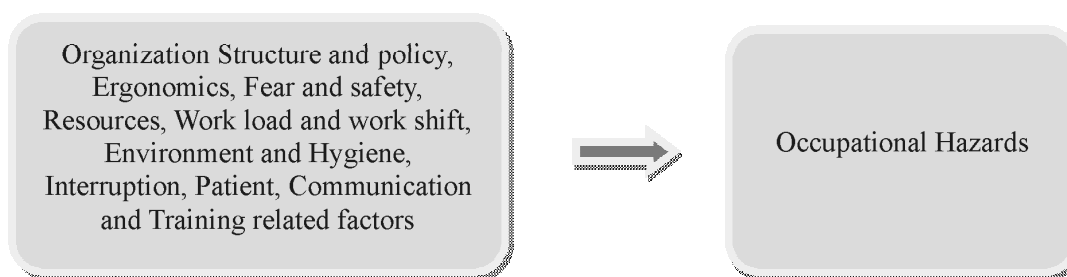 Organization Structure and policy,
Ergonomics, Fear and safety,
Resources, Work load and work shift,
Environment and Hygiene,
Interruption, Patient, Communication
and Training related factors
Occupational Hazards